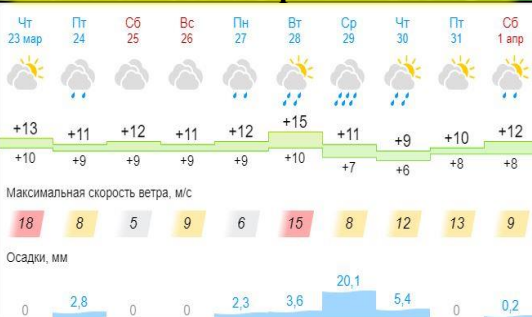 Чт Пт Сб Вс Пн Вт Ср Чт Пт Сб
23 мар 24 25 26 27 28 29 30 31 1 апр
+13 +11 +12 +11 +12 +15 +11 +9 +10 +12
+10 +9 +9 +9 +9 +10 +7 +6 +8 +8
Максимальная скорость ветра, м/с
18 8 5 9 6 15 8 12 13 9
Осадки, мм
0 2,8 0 0 2,3 3,6 20,1 5,4 0 0,2